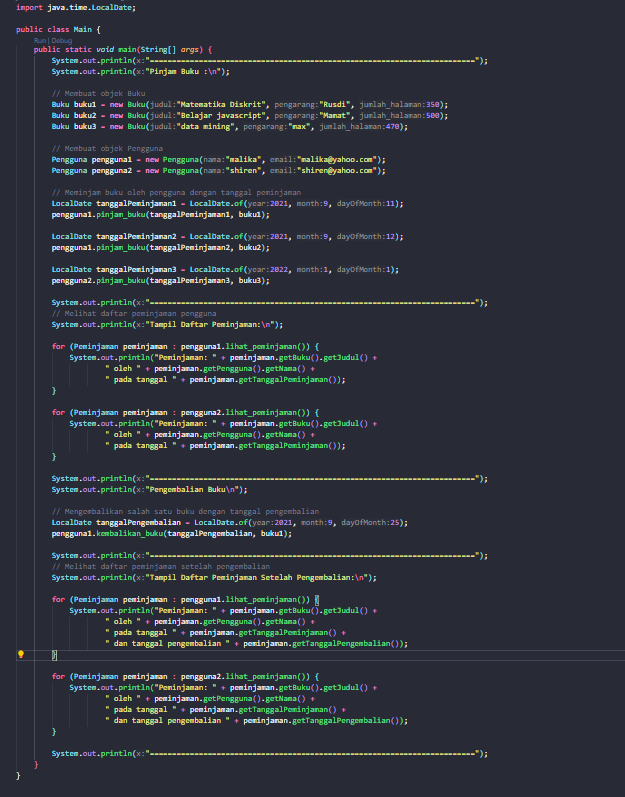 import java.time.LocalDate;
public class Main {
Run | Debug
public static void main(String[] args) {
System.out.println(x:"==========================================================================");
System.out.println(x:"Pinjam Buku :\n");
// Membuat objek Buku
Buku buku1 = new Buku(judul:"Matematika Diskrit", pengarang:"Rusdi", jumlah_halaman:350);
Buku buku2 = new Buku(judul:"Belajar javascript", pengarang:"Mamat", jumlah_halaman:500);
Buku buku3 = new Buku(judul:"data mining", pengarang:"max", jumlah_halaman:470);
// Membuat objek Pengguna
Pengguna pengguna1 = new Pengguna(nama:"malika", email:"malika@yahoo.com");
Pengguna pengguna2 = new Pengguna(nama:"shiren", email:"shiren@yahoo.com");
// Meminjam buku oleh pengguna dengan tanggal peminjaman
LocalDate tanggalPeminjaman1 = LocalDate.of(year:2021, month:9, dayOfMonth:11);
pengguna1.pinjam_buku(tanggalPeminjaman1, buku1);
LocalDate tanggalPeminjaman2 = LocalDate.of(year:2021, month:9, dayOfMonth:12);
pengguna1.pinjam_buku(tanggalPeminjaman2, buku2);
LocalDate tanggalPeminjaman3 = LocalDate.of(year:2022, month:1, dayOfMonth:1);
pengguna2.pinjam_buku(tanggalPeminjaman3, buku3);
System.out.println(x:"==========================================================================");
// Melihat daftar peminjaman pengguna
System.out.println(x:"Tampil Daftar Peminjaman:\n");
for (Peminjaman peminjaman : pengguna1.lihat_peminjaman()) {
System.out.println("Peminjaman: " + peminjaman.getBuku().getJudul() +
" oleh " + peminjaman.getPengguna().getNama() +
" pada tanggal " + peminjaman.getTanggalPeminjaman());
}
for (Peminjaman peminjaman : pengguna2.lihat_peminjaman()) {
System.out.println("Peminjaman: " + peminjaman.getBuku().getJudul() +
" oleh " + peminjaman.getPengguna().getNama() +
" pada tanggal " + peminjaman.getTanggalPeminjaman());
}
System.out.println(x:"==========================================================================");
System.out.println(x:"Pengembalian Buku\n");
// Mengembalikan salah satu buku dengan tanggal pengembalian
LocalDate tanggalPengembalian = LocalDate.of(year:2021, month:9, dayOfMonth:25);
pengguna1.kembalikan_buku(tanggalPengembalian, buku1);
System.out.println(x:"==========================================================================");
// Melihat daftar peminjaman setelah pengembalian
System.out.println(x:"Tampil Daftar Peminjaman Setelah Pengembalian:\n");
for (Peminjaman peminjaman : pengguna1.lihat_peminjaman()) {
System.out.println("Peminjaman: " + peminjaman.getBuku().getJudul() +
" oleh " + peminjaman.getPengguna().getNama() +
" pada tanggal " + peminjaman.getTanggalPeminjaman() +
" dan tanggal pengembalian " + peminjaman.getTanggalPengembalian());
}
for (Peminjaman peminjaman : pengguna2.lihat_peminjaman()) {
System.out.println("Peminjaman: " + peminjaman.getBuku().getJudul() +
" oleh " + peminjaman.getPengguna().getNama() +
" pada tanggal " + peminjaman.getTanggalPeminjaman() +
" dan tanggal pengembalian " + peminjaman.getTanggalPengembalian());
}
System.out.println(x:"==========================================================================");
}
}